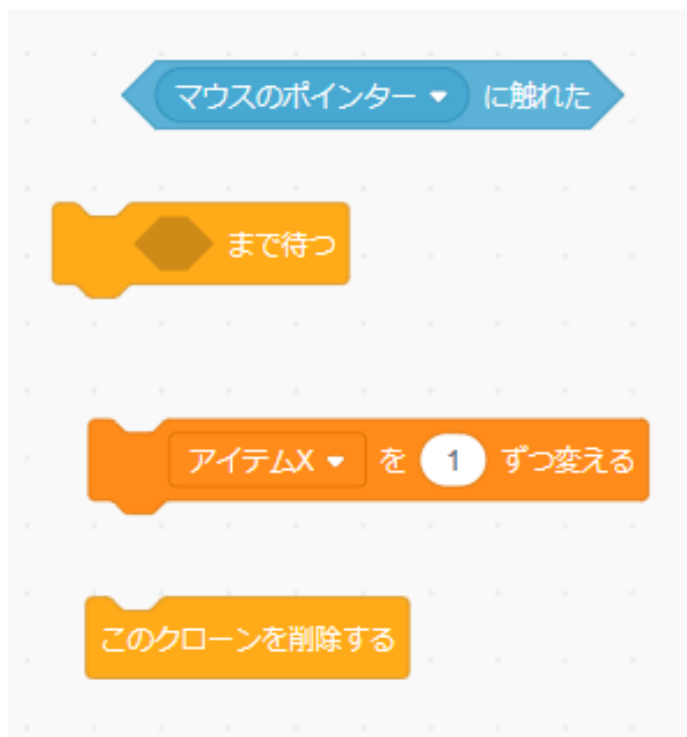 マウスのポインター に触れた
まで待つ
アイテムX を 1 ずつ変える
このクローンを削除する